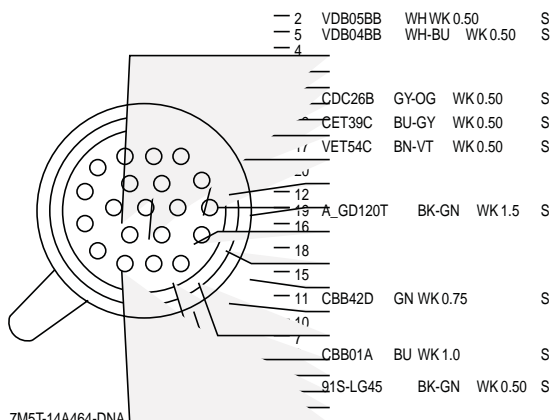 2 VDB05BB WH WK 0.50 S
5 VDB04BB WH-BU WK 0.50 S
4
CDC26B GY-OG WK 0.50 S
CET39C BU-GY WK 0.50 S
17 VET54C BN-VT WK 0.50 S
20
12
19 A_GD120T BK-GN WK 1.5 S
16
18
15
11 CBB42D GN WK 0.75 S
10
7
CBB01A BU WK 1.0 S
91S-LG45 BK-GN WK 0.50 S
7M5T-14A464-DNA